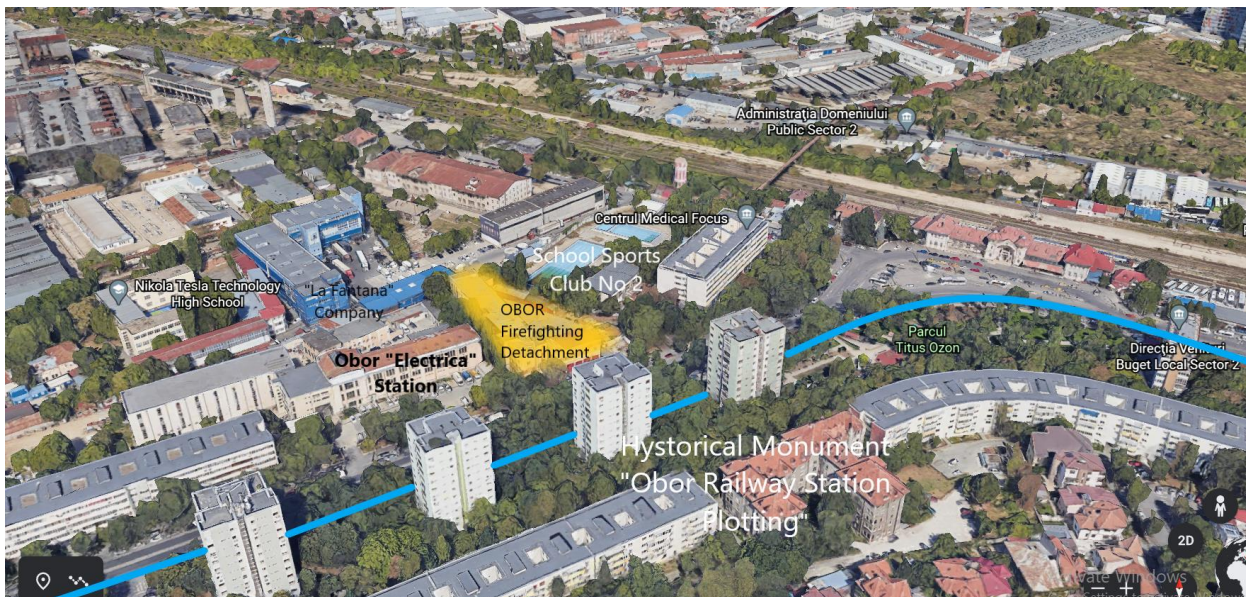 Administrația Domeniului
Public Sector 2
Centrul Medical Focus
School Sports
Club No 2
Nikola Tesla Technology
High School
"La Fantana"
Company
OBOR
Firefighting
Detachment
Obor "Electrica"
Station
Parcul
Titus Ozon
Direcția Venituri
Buget Local Sector 2
Hystorical Monument
"Obor Railway Station
Plotting"
2D